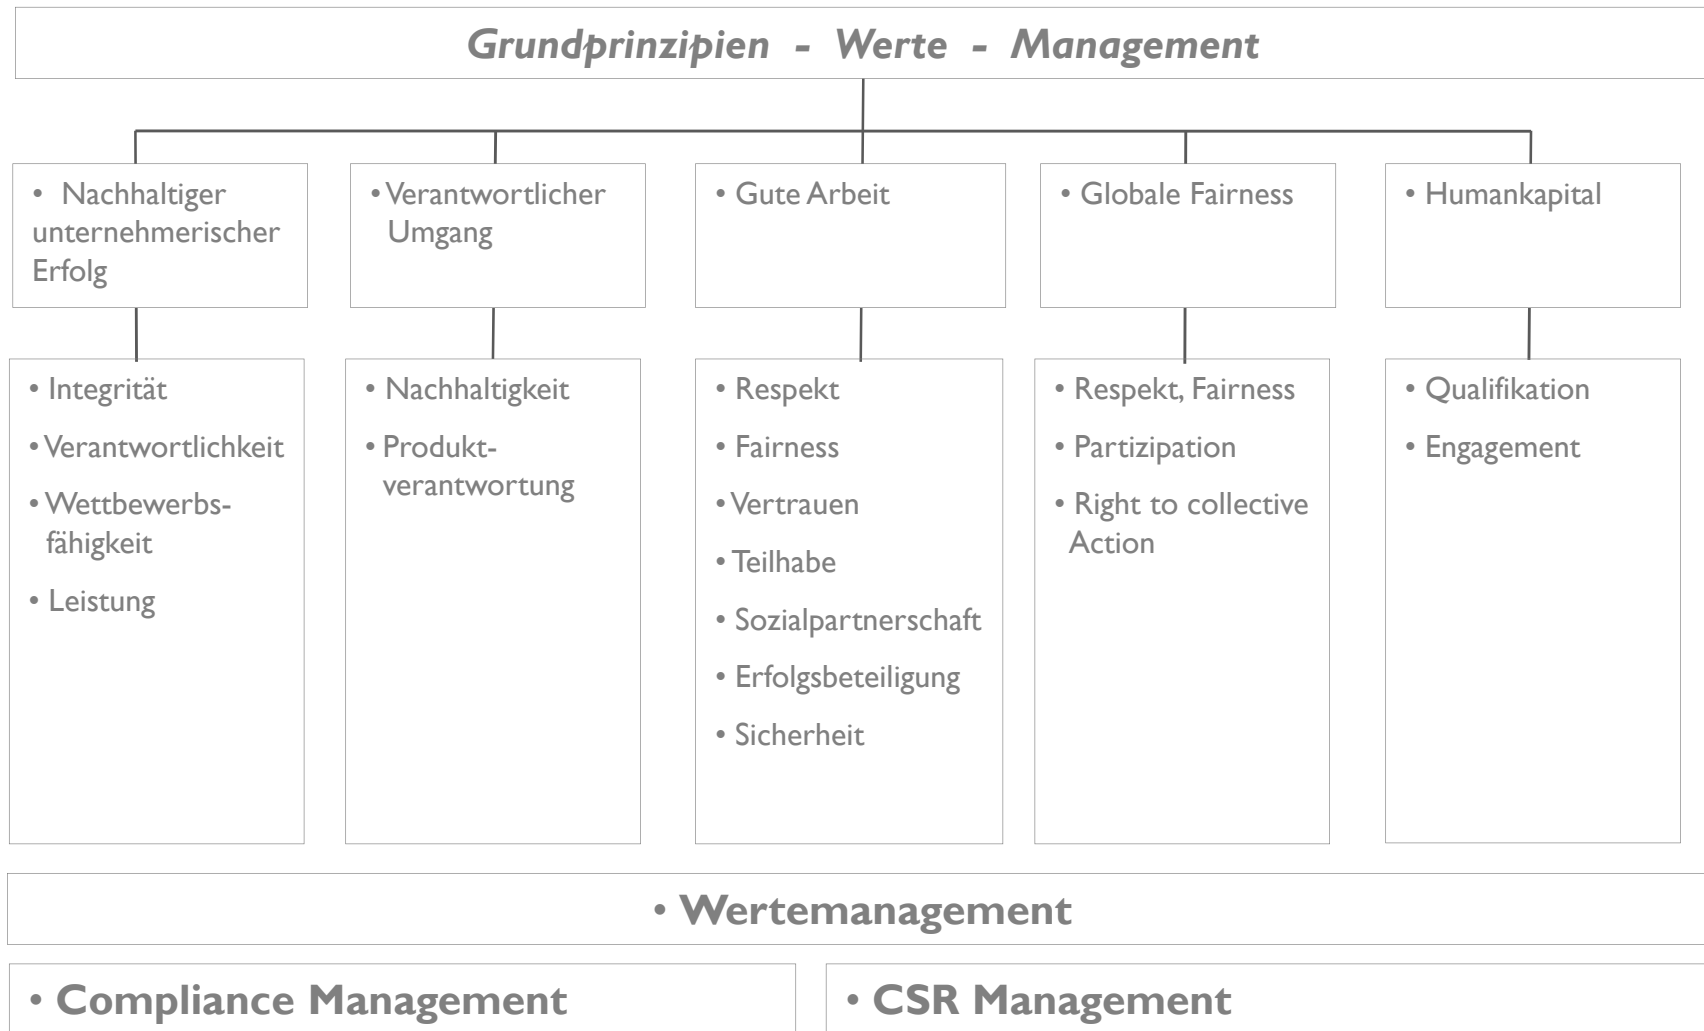 Grundprinzipien - Werte - Management
• Nachhaltiger
unternehmerischer
Erfolg
• Verantwortlicher
Umgang
• Gute Arbeit
• Globale Fairness
• Humankapital
• Integrität
• Verantwortlichkeit
• Wettbewerbs-
fähigkeit
• Leistung
• Nachhaltigkeit
• Produkt-
verantwortung
• Respekt
• Fairness
• Vertrauen
• Teilhabe
• Sozialpartnerschaft
• Erfolgsbeteiligung
• Sicherheit
• Respekt, Fairness
• Partizipation
• Right to collective
Action
• Qualifikation
• Engagement
• Wertemanagement
• Compliance Management
• CSR Management